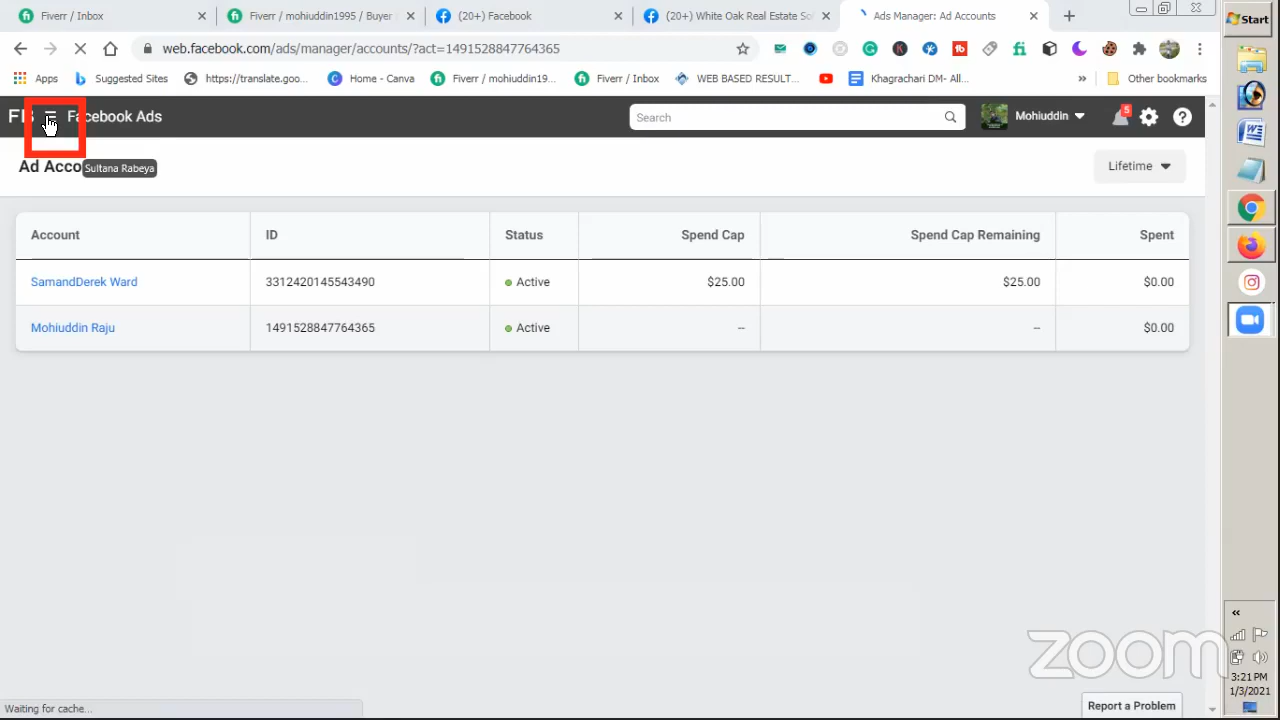 Fiverr / Inbox
Fiverr / mohiuddin1995 / Buyer
(20+) Facebook
(20+) White Oak Real Estate Sol
Ads Manager: Ad Accounts
Start
web.facebook.com/ads/manager/accounts/?act=1491528847764365
Apps
Suggested Sites
https://translate.goo...
Home - Canva
Fiverr / mohiuddin19...
Fiverr / Inbox
WEB BASED RESULT...
Khagrachari DM- Al...
»
Other bookmarks
Facebook Ads
Search
Mohiuddin
5
Sultana Rabeya
Lifetime
Account ID Status Spend Cap Spend Cap Remaining Spent
SamandDerek Ward 3312420145543490 Active $25.00 $25.00 $0.00
Mohiuddin Raju 1491528847764365 Active -- -- $0.00
zoom
3:21 PM
1/3/2021
Waiting for cache...
Report a Problem